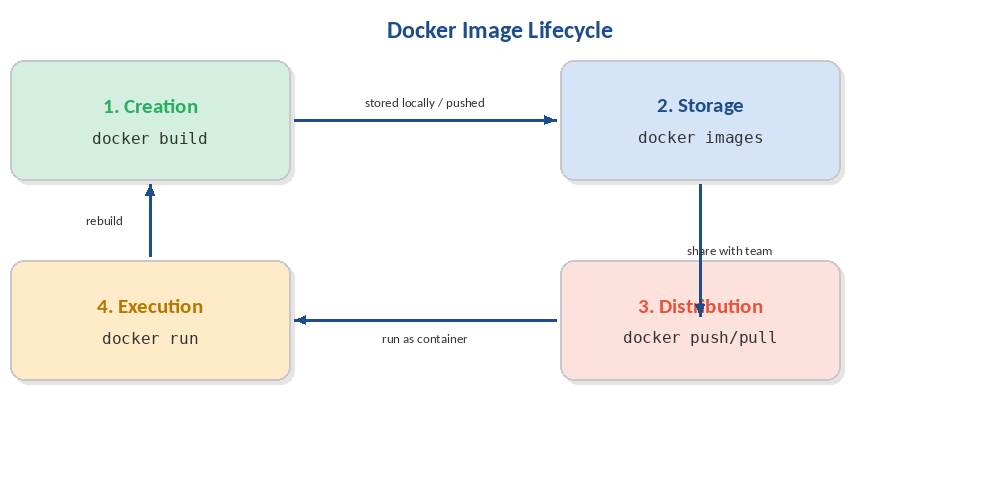 Docker Image Lifecycle
1. Creation
docker build
stored locally / pushed
2. Storage
docker images
rebuild
share with team
4. Execution
docker run
run as container
3. Distribution
docker push/pull